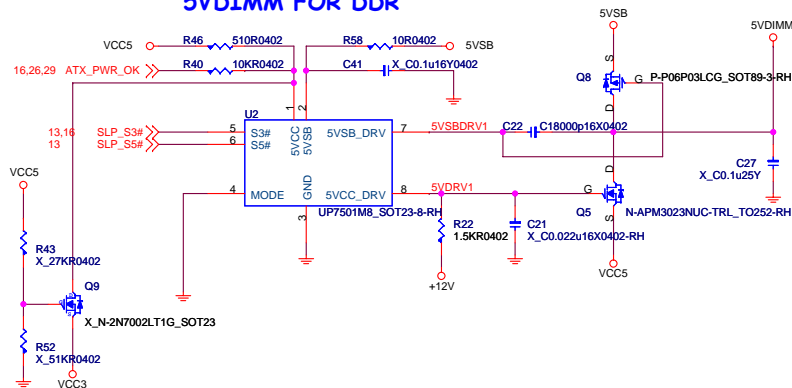 5VDIMM FOR DDR
VCC5
R46
510R0402
R58
10R0402
5VSB
16,26,29
ATX_PWR_OK
R40
10KR0402
C41
X_C0.1u16Y0402
U2
1
2
5VCC
5VSB
13,16
SLP_S3#
5
S3#
13
SLP_S5#
6
S5#
5VSB_DRV
7
5VSBDRV1
C22
C18000p16X0402
4
MODE
GND
3
5VCC_DRV
8
5VDRV1
UP7501M8_SOT23-8-RH
R22
1.5KR0402
+12V
C21
X_C0.022u16X0402-RH
5VSB
S
Q8
G
P-P06P03LCG_SOT89-3-RH
D
5VDIMM
C27
X_C0.1u25Y
D
G
Q5
N-APM3023NUC-TRL_TO252-RH
S
VCC5
VCC5
R43
X_27KR0402
Q9
X_N-2N7002LT1G_SOT23
R52
X_51KR0402
VCC3